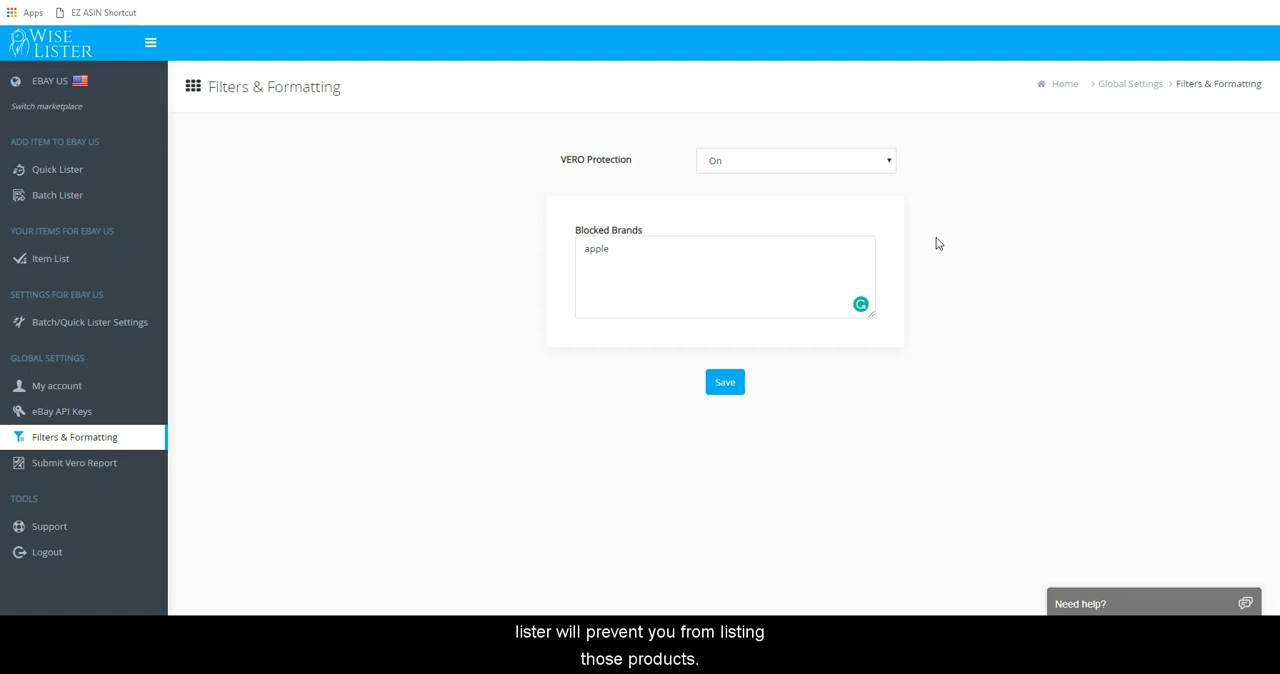 Apps EZ ASIN Shortcut
WISE
LISTER
EBAY US
Switch marketplace
ADD ITEM TO EBAY US
Quick Lister
Batch Lister
YOUR ITEMS FOR EBAY US
Item List
SETTINGS FOR EBAY US
Batch/Quick Lister Settings
GLOBAL SETTINGS
My account
eBay API Keys
Filters & Formatting
Submit Vero Report
TOOLS
Support
Logout
Filters & Formatting
Home > Global Settings > Filters & Formatting
VERO Protection On
Blocked Brands
apple
Save
Need help?
lister will prevent you from listing
those products.